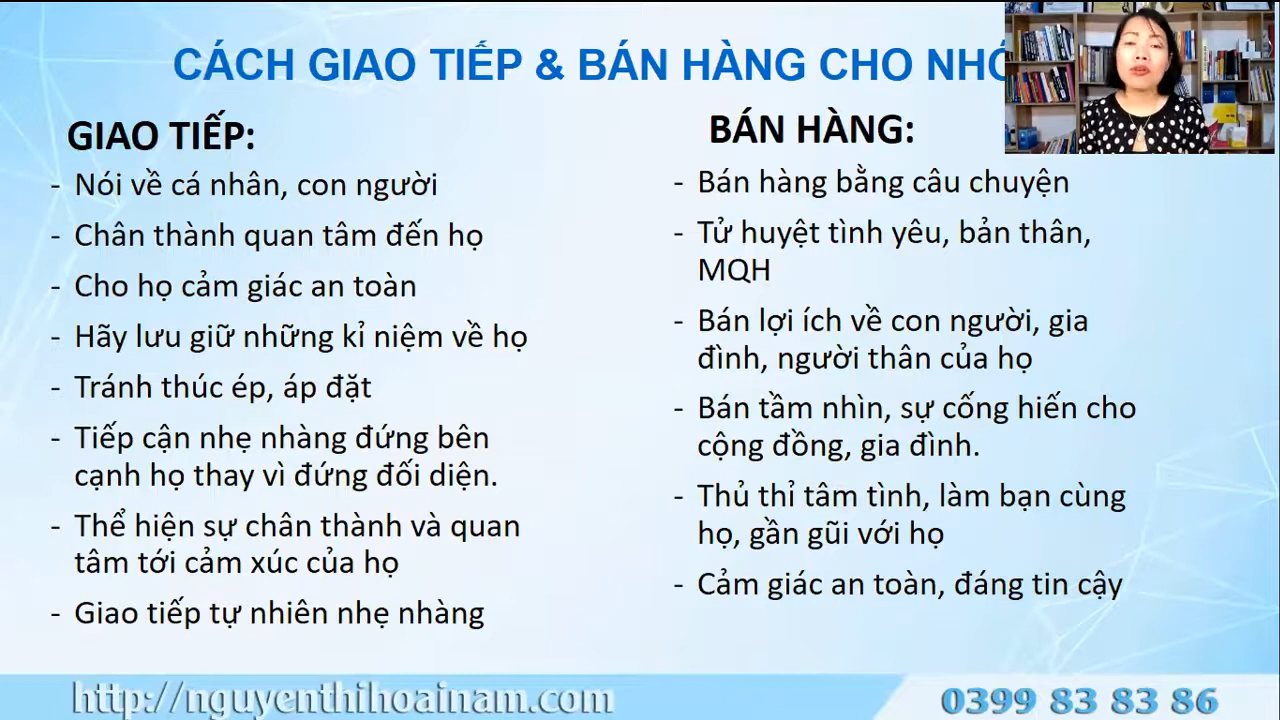 CÁCH GIAO TIẾP & BÁN HÀNG CHO
GIAO TIẾP:
- Nói về cá nhân, con người
- Chân thành quan tâm đến họ
- Cho họ cảm giác an toàn
- Hãy lưu giữ những kỉ niệm về họ
- Tránh thúc ép, áp đặt
- Tiếp cận nhẹ nhàng đứng bên
cạnh họ thay vì đứng đối diện.
- Thể hiện sự chân thành và quan
tâm tới cảm xúc của họ
- Giao tiếp tự nhiên nhẹ nhàng
BÁN HÀNG:
- Bán hàng bằng câu chuyện
- Tử huyệt tình yêu, bản thân,
MQH
- Bán lợi ích về con người, gia
đình, người thân của họ
- Bán tầm nhìn, sự cống hiến cho
cộng đồng, gia đình.
- Thủ thỉ tâm tình, làm bạn cùng
họ, gần gũi với họ
- Cảm giác an toàn, đáng tin cậy
http://nguyenthihoainam.com
0399 83 83 86